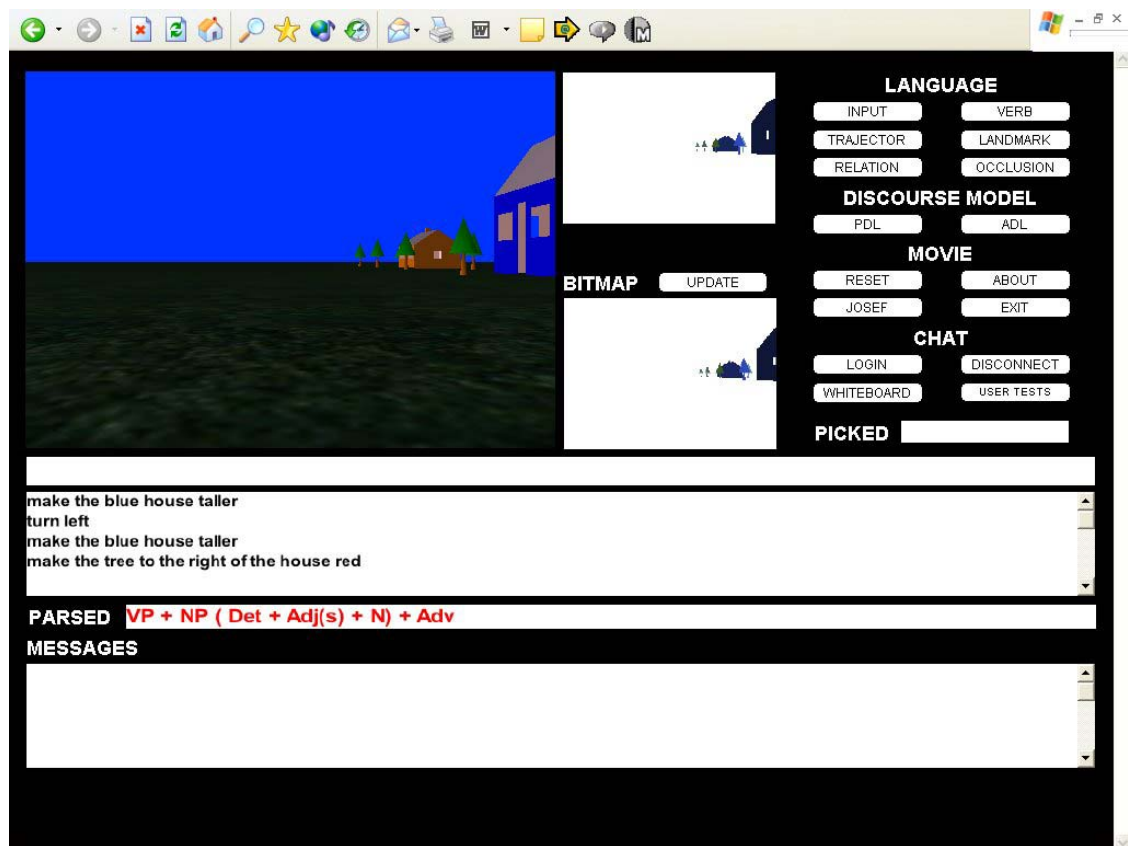 LANGUAGE
INPUT VERB
TRAJECTOR LANDMARK
RELATION OCCLUSION
DISCOURSE MODEL
PDL ADL
MOVIE
BITMAP UPDATE
RESET ABOUT
JOSEF EXIT
CHAT
LOGIN DISCONNECT
WHITEBOARD USER TESTS
PICKED
make the blue house taller
turn left
make the blue house taller
make the tree to the right of the house red
PARSED VP + NP ( Det + Adj(s) + N) + Adv
MESSAGES